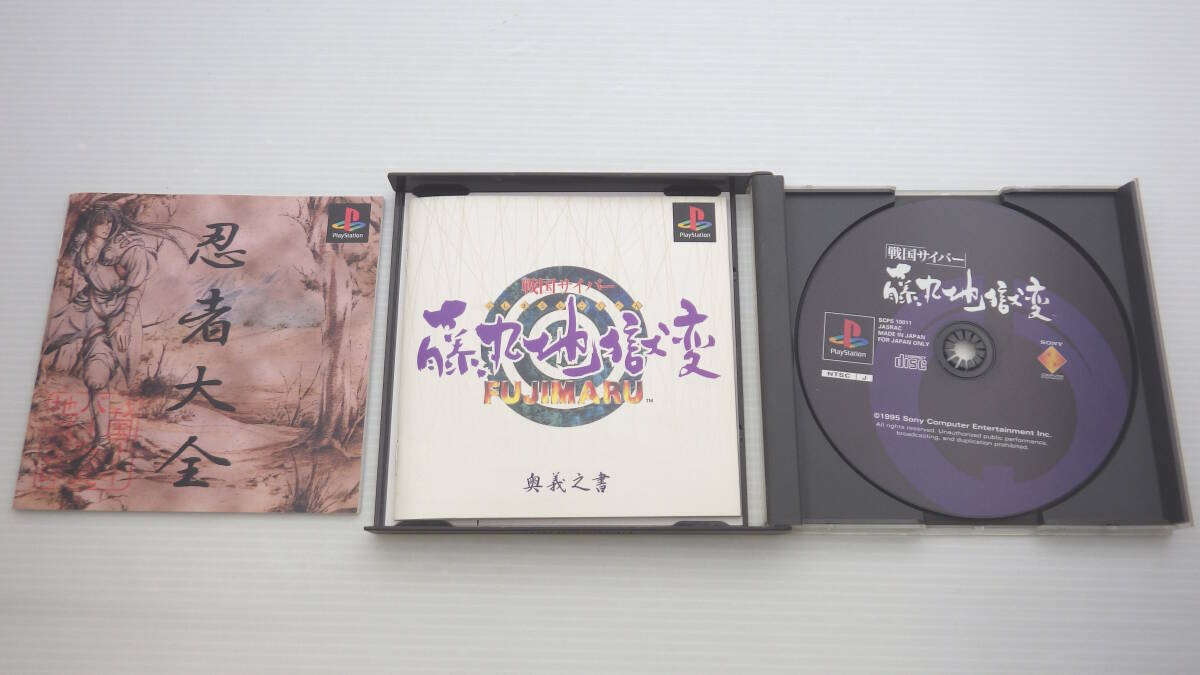 忍者大全
PlayStation
PlayStation
戦国サイバー
藤丸地獄変
FUJIMARU™
奥義之書
戦国サイバー
藤丸地獄変
PlayStation
NTSC J
SCPS 10011
JASRAC
MADE IN JAPAN
FOR JAPAN ONLY
COMPACT
disc
SONY
©1995 Sony Computer Entertainment Inc.
All rights reserved. Unauthorized public performance,
broadcasting, and duplication prohibited.